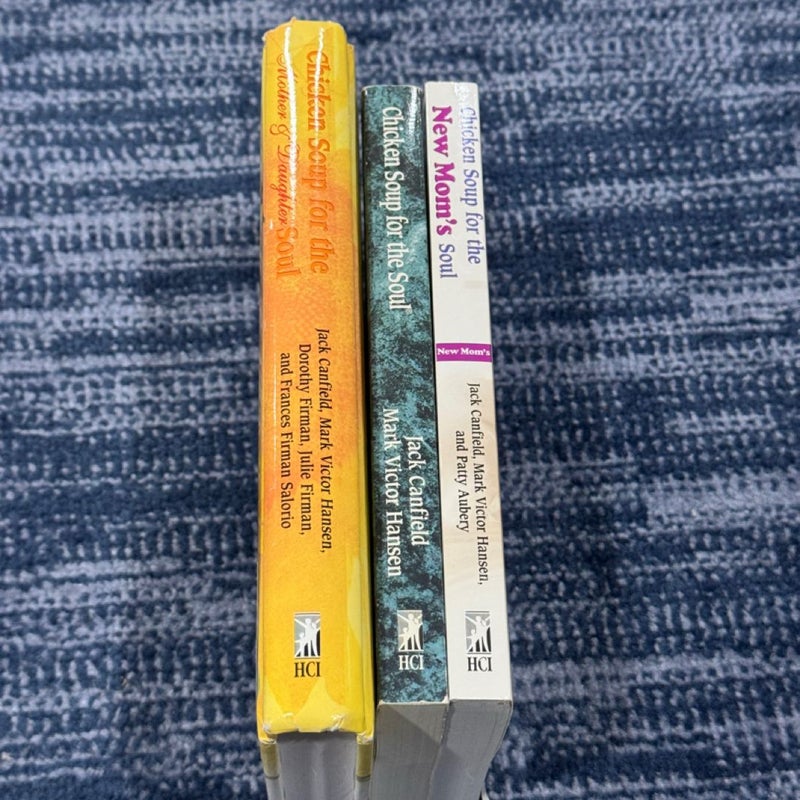 Chicken Soup for the
Mother & Daughter Soul
Jack Canfield, Mark Victor Hansen,
Dorothy Firman, Julie Firman,
and Frances Firman Salorio
HCI
Chicken Soup for the Soul
Jack Canfield
Mark Victor Hansen
HCI
Chicken Soup for the
New Mom's Soul
New Mom's
Jack Canfield, Mark Victor Hansen,
and Patty Aubery
HCI